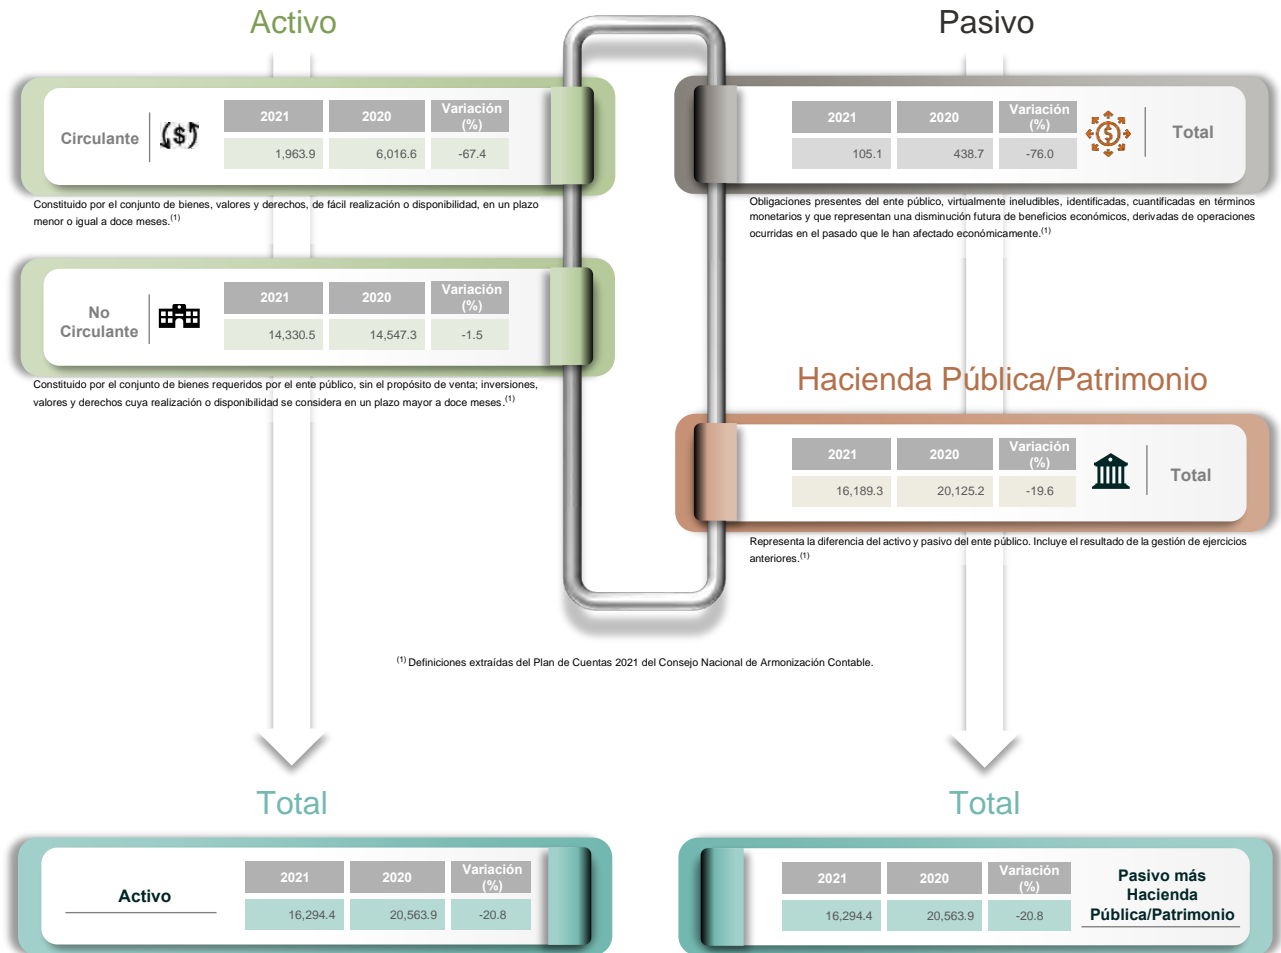 Activo
Circulante
2021 2020 Variación (%)
1,963.9 6,016.6 -67.4
Constituido por el conjunto de bienes, valores y derechos, de fácil realización o disponibilidad, en un plazo
menor o igual a doce meses.(1)
No
Circulante
2021 2020 Variación (%)
14,330.5 14,547.3 -1.5
Constituido por el conjunto de bienes requeridos por el ente público, sin el propósito de venta; inversiones,
valores y derechos cuya realización o disponibilidad se considera en un plazo mayor a doce meses.(1)
Pasivo
2021 2020 Variación (%)
105.1 438.7 -76.0
Total
Obligaciones presentes del ente público, virtualmente ineludibles, identificadas, cuantificadas en términos
monetarios y que representan una disminución futura de beneficios económicos, derivadas de operaciones
ocurridas en el pasado que le han afectado económicamente.(1)
Hacienda Pública/Patrimonio
2021 2020 Variación (%)
16,189.3 20,125.2 -19.6
Total
Representa la diferencia del activo y pasivo del ente público. Incluye el resultado de la gestión de ejercicios
anteriores.(1)
(1) Definiciones extraídas del Plan de Cuentas 2021 del Consejo Nacional de Armonización Contable.
Total
Activo
2021 2020 Variación (%)
16,294.4 20,563.9 -20.8
Total
2021 2020 Variación (%)
16,294.4 20,563.9 -20.8
Pasivo más
Hacienda
Pública/Patrimonio